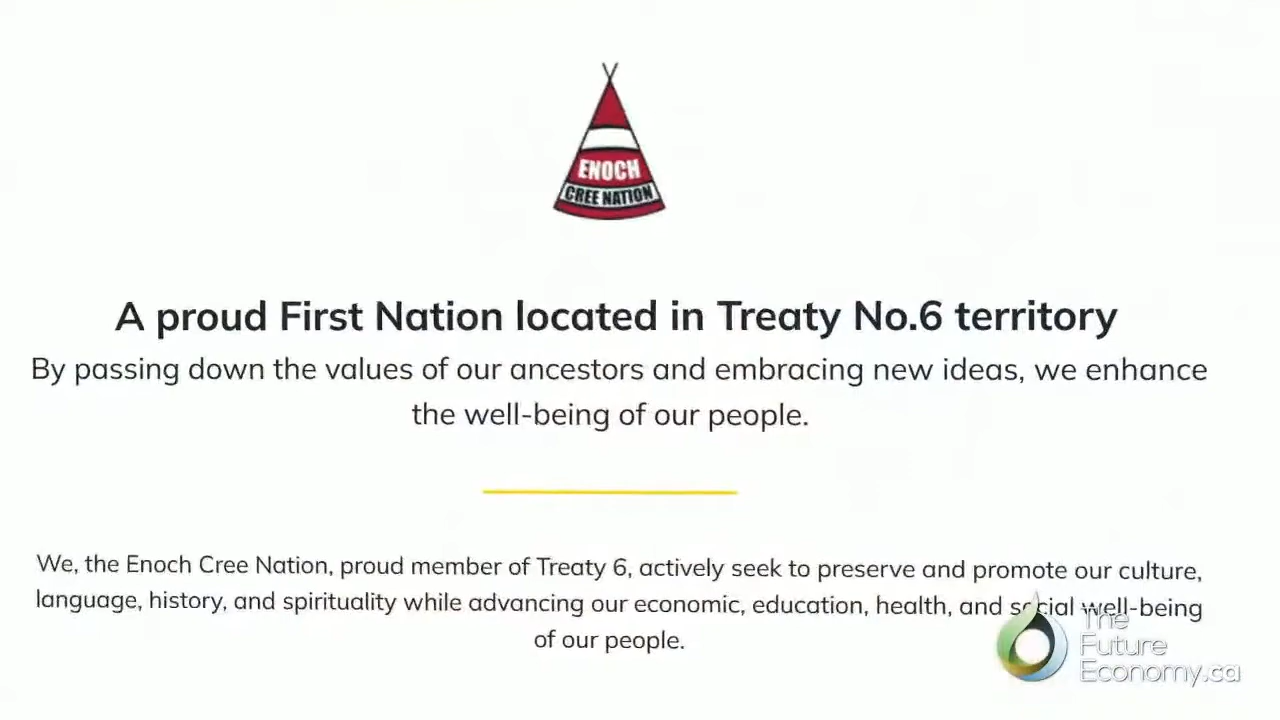 ENOCH
CREE NATION
A proud First Nation located in Treaty No.6 territory
By passing down the values of our ancestors and embracing new ideas, we enhance
the well-being of our people.
We, the Enoch Cree Nation, proud member of Treaty 6, actively seek to preserve and promote our culture,
language, history, and spirituality while advancing our economic, education, health, and social well-being
of our people.
The
Future
Economy.ca